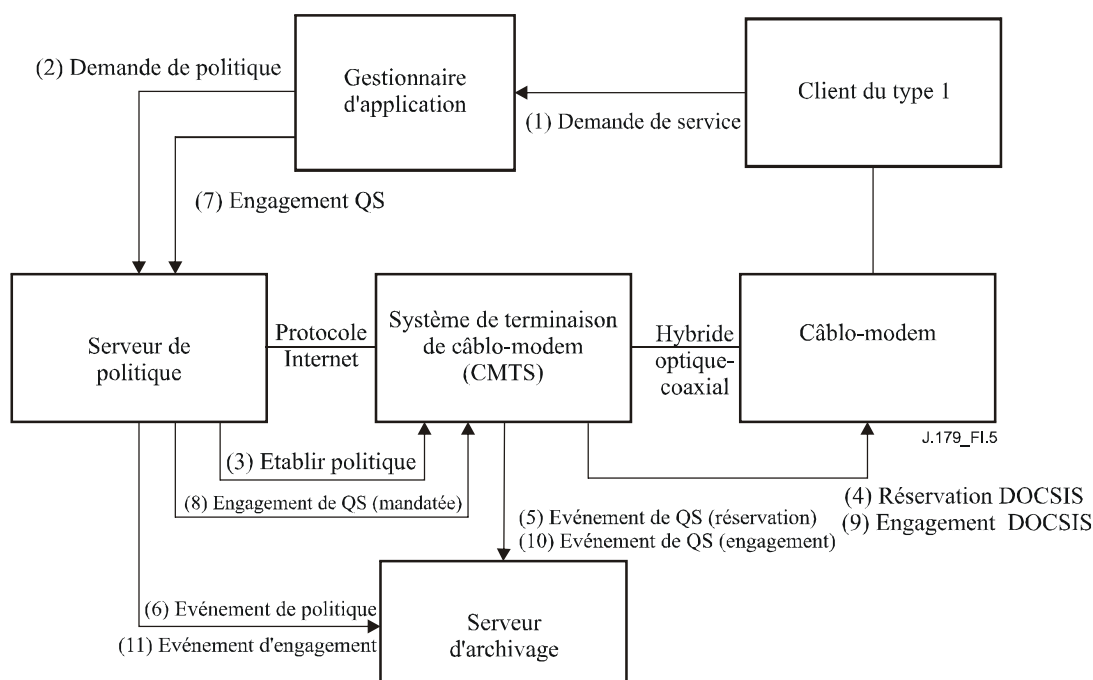 (2) Demande de politique
Gestionnaire
d'application
Client du type 1
(1) Demande de service
(7) Engagement QS
Serveur de
politique
Protocole
Internet
Système de terminaison
de câblo-modem
(CMTS)
Hybride
optique-
coaxial
Câblo-modem
J.179_FI.5
(3) Etablir politique
(8) Engagement de QS (mandatée)
(4) Réservation DOCSIS
(9) Engagement DOCSIS
(5) Evénement de QS (réservation)
(10) Evénement de QS (engagement)
(6) Evénement de politique
(11) Evénement d'engagement
Serveur
d'archivage